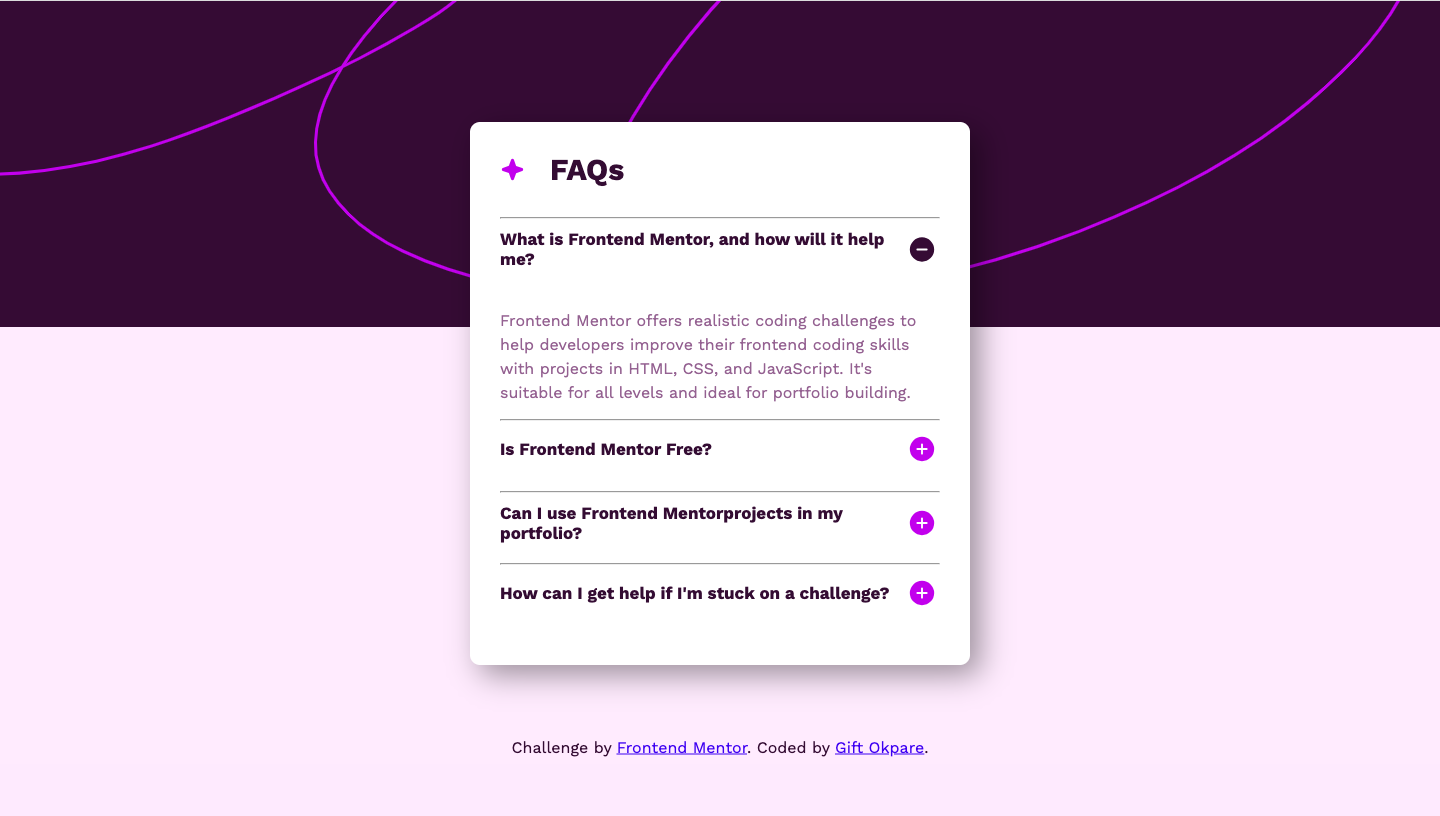 FAQs
What is Frontend Mentor, and how will it help
me?
Frontend Mentor offers realistic coding challenges to
help developers improve their frontend coding skills
with projects in HTML, CSS, and JavaScript. It's
suitable for all levels and ideal for portfolio building.
Is Frontend Mentor Free?
Can I use Frontend Mentorprojects in my
portfolio?
How can I get help if I'm stuck on a challenge?
Challenge by Frontend Mentor. Coded by Gift Okpare.